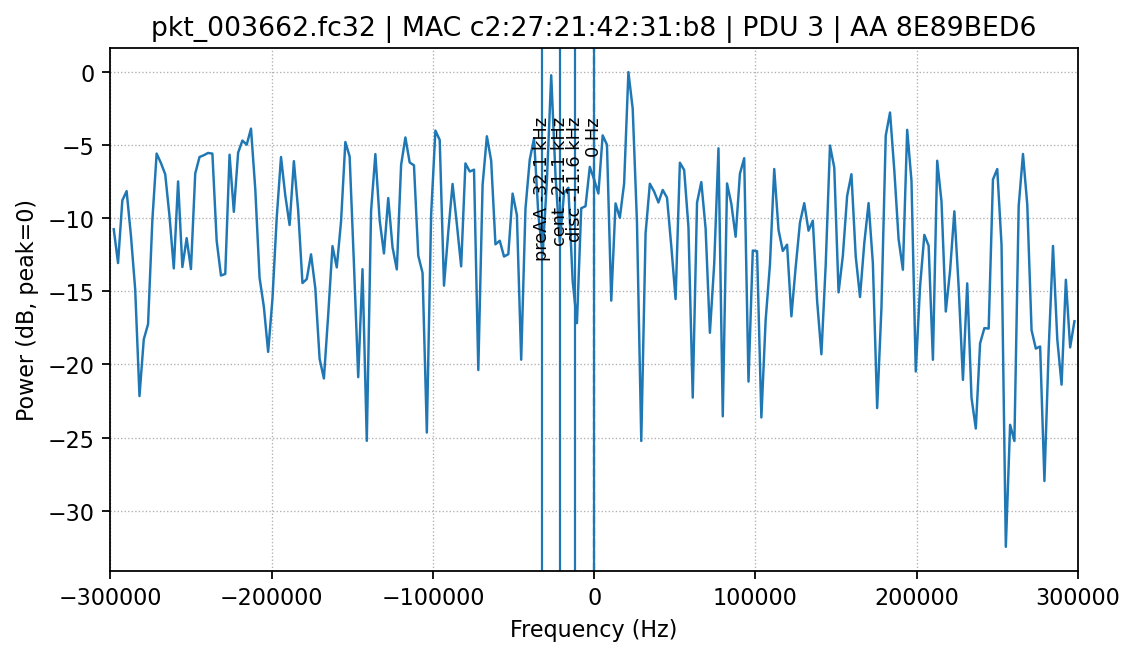 pkt_003662.fc32 | MAC c2:27:21:42:31:b8 | PDU 3 | AA 8E89BED6
Power (dB, peak=0)
0
−5
−10
−15
−20
−25
−30
preAA -32.1 kHz
cent -21.1 kHz
disc -11.6 kHz
0 Hz
−300000
−200000
−100000
0
100000
200000
300000
Frequency (Hz)